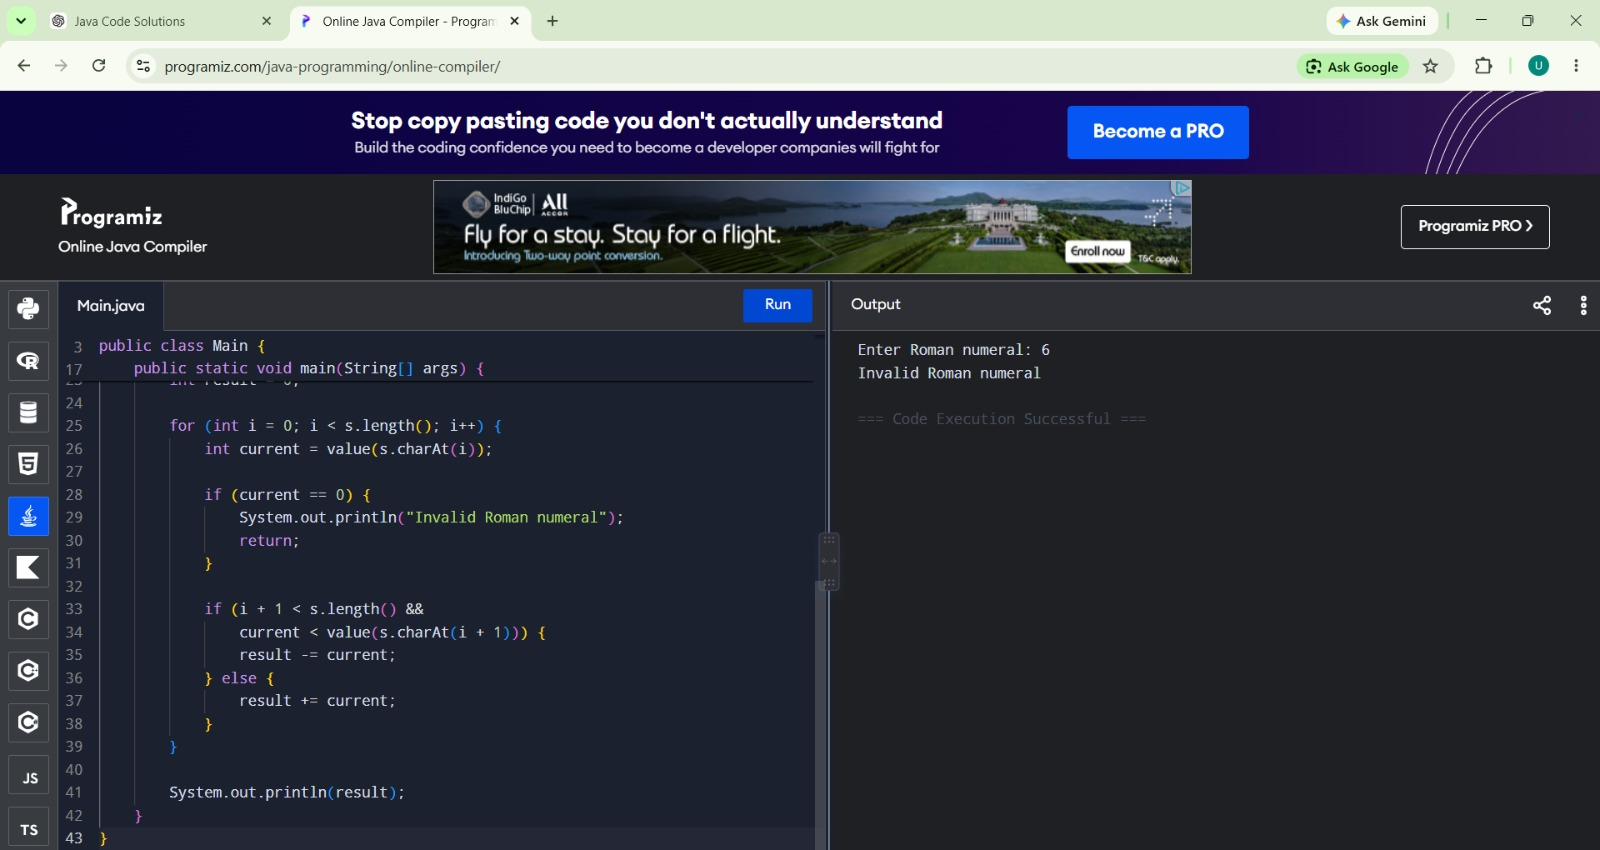 Java Code Solutions
Online Java Compiler - Program
Ask Gemini
programiz.com/java-programming/online-compiler/
Ask Google
U
Stop copy pasting code you don't actually understand
Build the coding confidence you need to become a developer companies will fight for
Become a PRO
Programiz
Online Java Compiler
IndiGo
BluChip
ALL
ACCOR
Fly for a stay. Stay for a flight.
Introducing Two-way point conversion.
Enroll now
T&C apply.
Programiz PRO
Main.java
Run
Output
3 public class Main {
17 public static void main(String[] args) {
23 int result = 0;
24
25 for (int i = 0; i < s.length(); i++) {
26 int current = value(s.charAt(i));
27
28 if (current == 0) {
29 System.out.println("Invalid Roman numeral");
30 return;
31 }
32
33 if (i + 1 < s.length() &&
34 current < value(s.charAt(i + 1))) {
35 result -= current;
36 } else {
37 result += current;
38 }
39 }
40
41 System.out.println(result);
42 }
43 }
Enter Roman numeral: 6
Invalid Roman numeral
=== Code Execution Successful ===
R
5
C
C
C
JS
TS